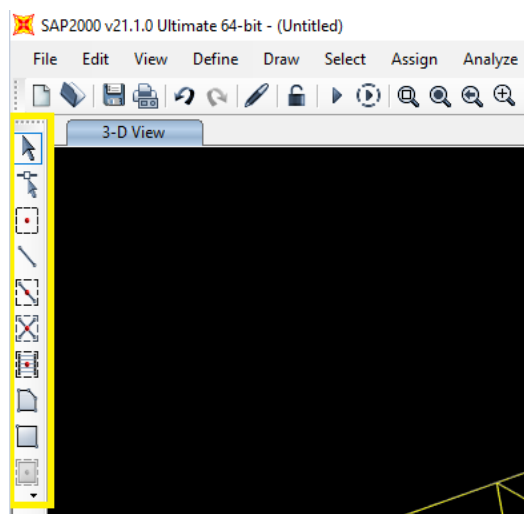 SAP2000 v21.1.0 Ultimate 64-bit - (Untitled)
File Edit View Define Draw Select Assign Analyze
3-D View